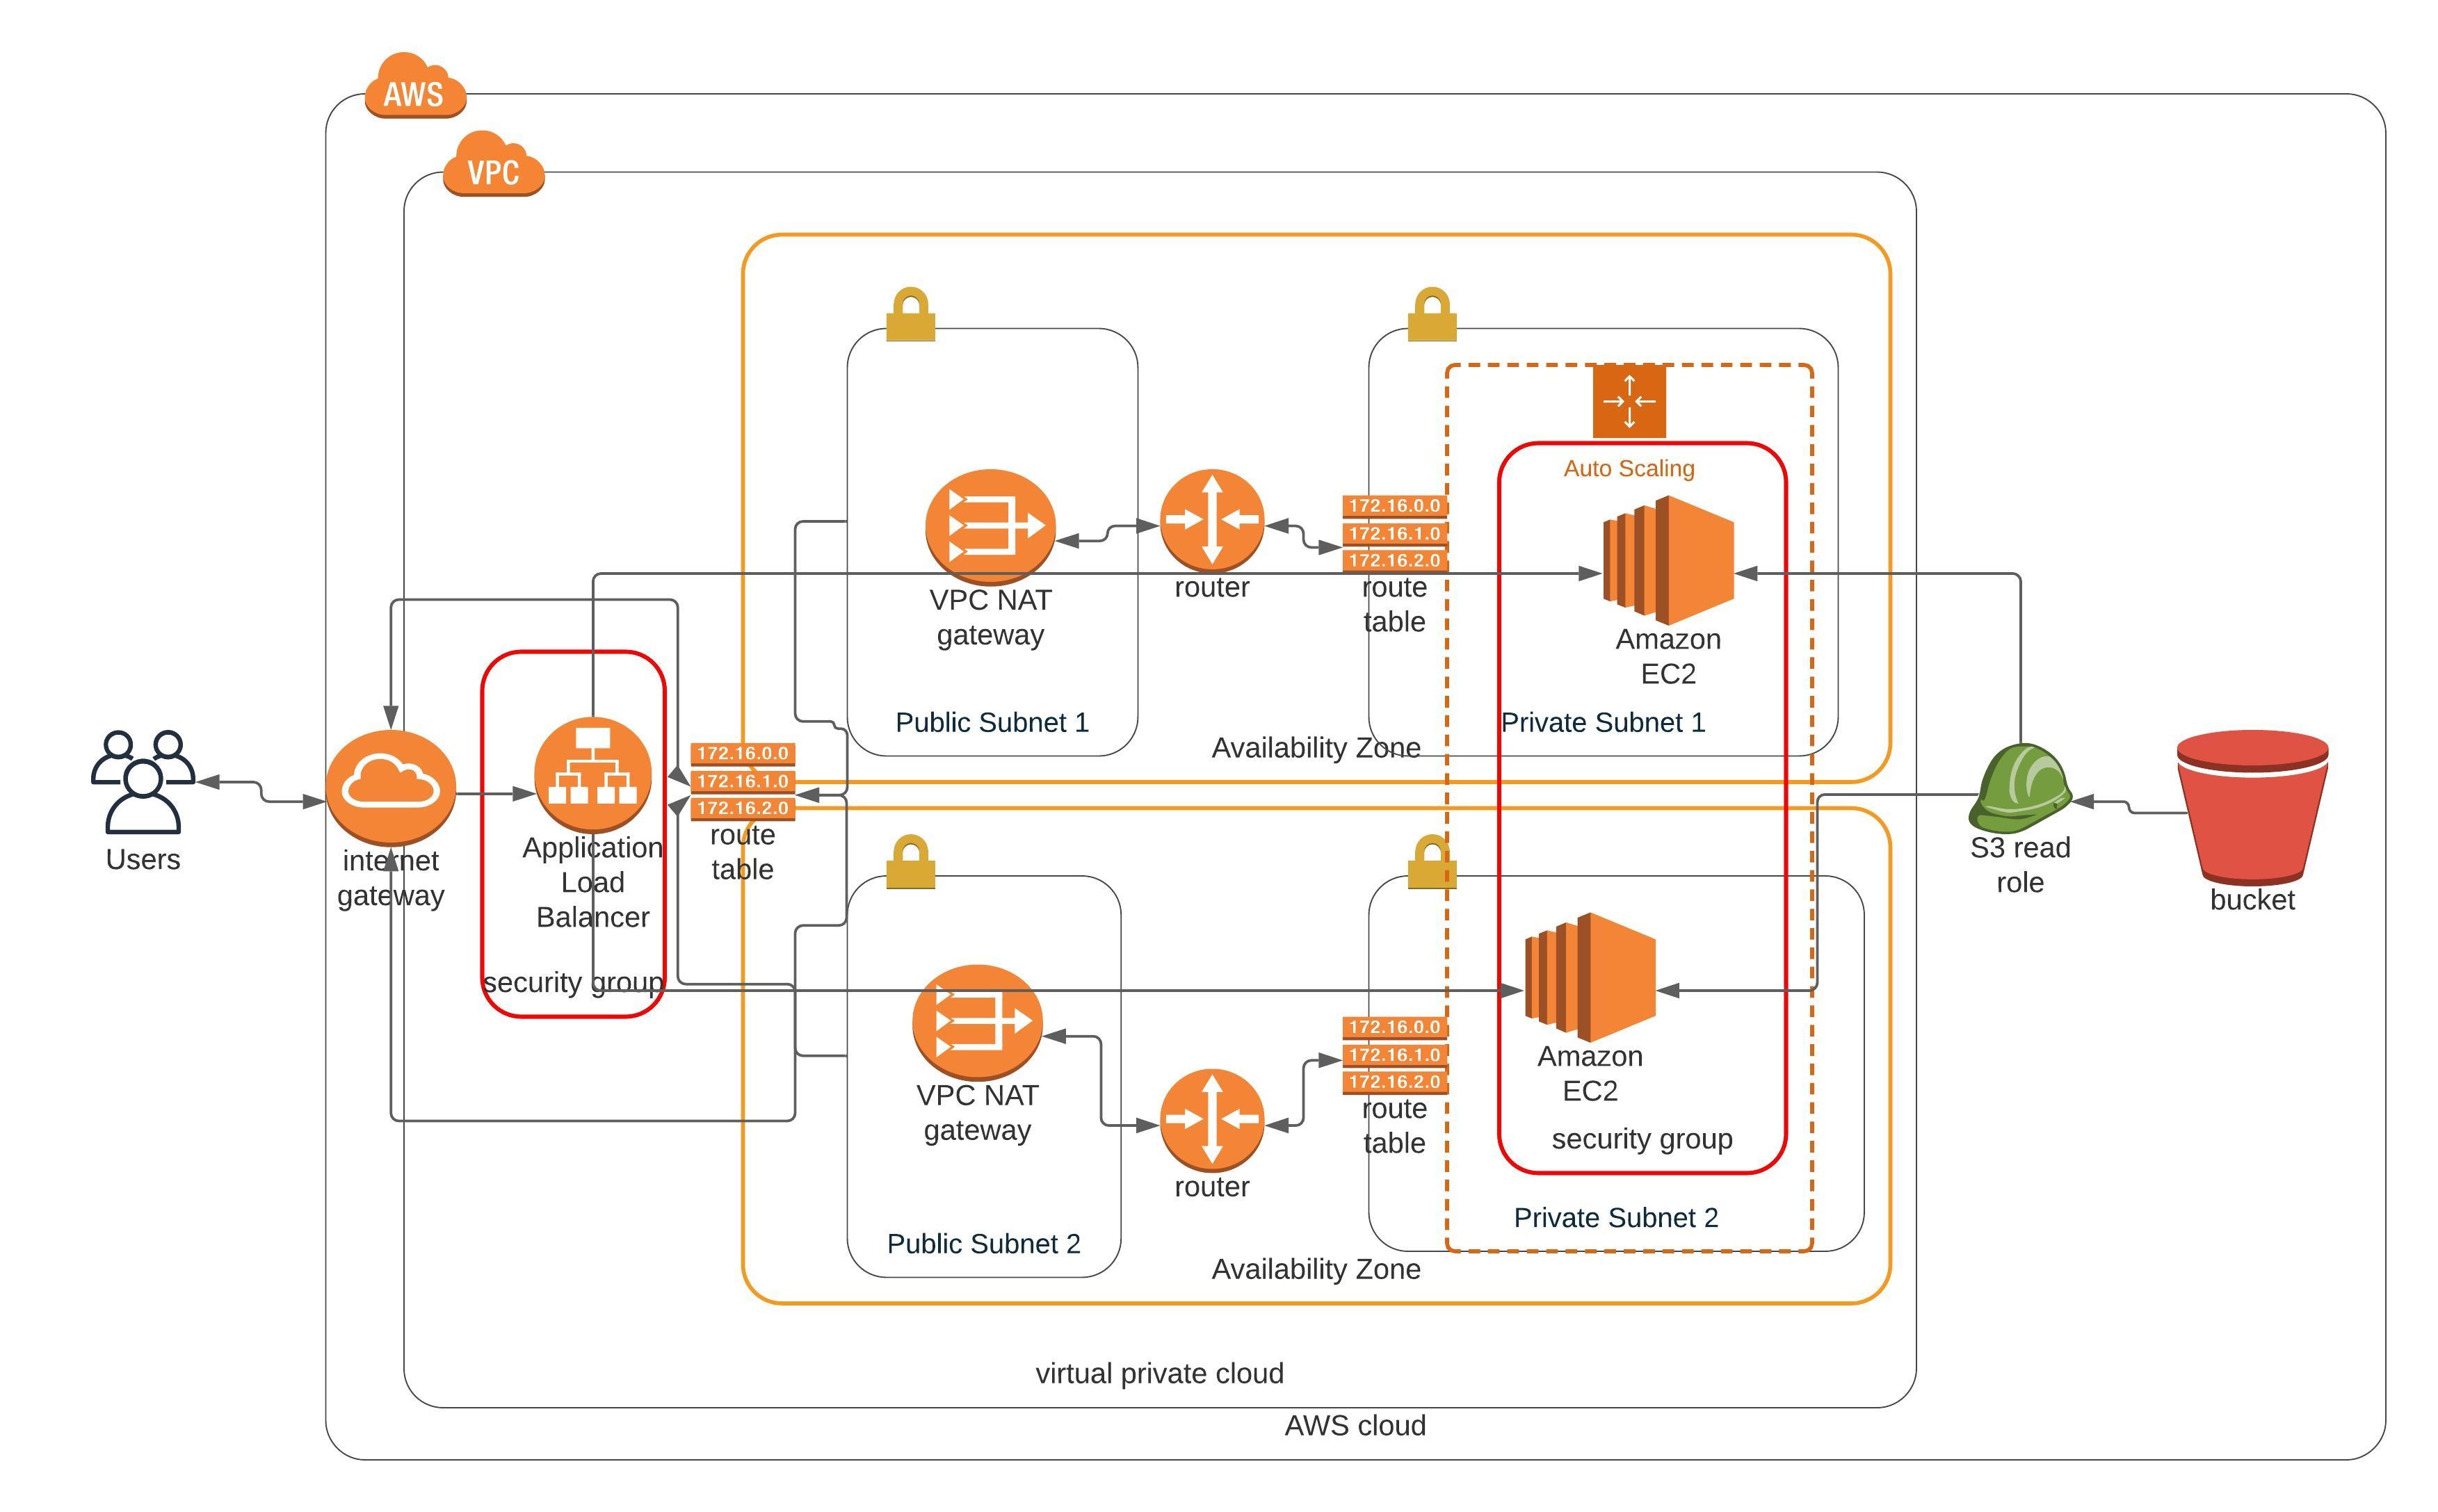 AWS
VPC
Auto Scaling
172.16.0.0
172.16.1.0
172.16.2.0
route
table
router
VPC NAT
gateway
Amazon
EC2
Public Subnet 1
Private Subnet 1
Availability Zone
Users
internet
gateway
Application
Load
Balancer
security group
172.16.0.0
172.16.1.0
172.16.2.0
route
table
S3 read
role
bucket
172.16.0.0
172.16.1.0
172.16.2.0
route
table
VPC NAT
gateway
router
Amazon
EC2
security group
Public Subnet 2
Private Subnet 2
Availability Zone
virtual private cloud
AWS cloud